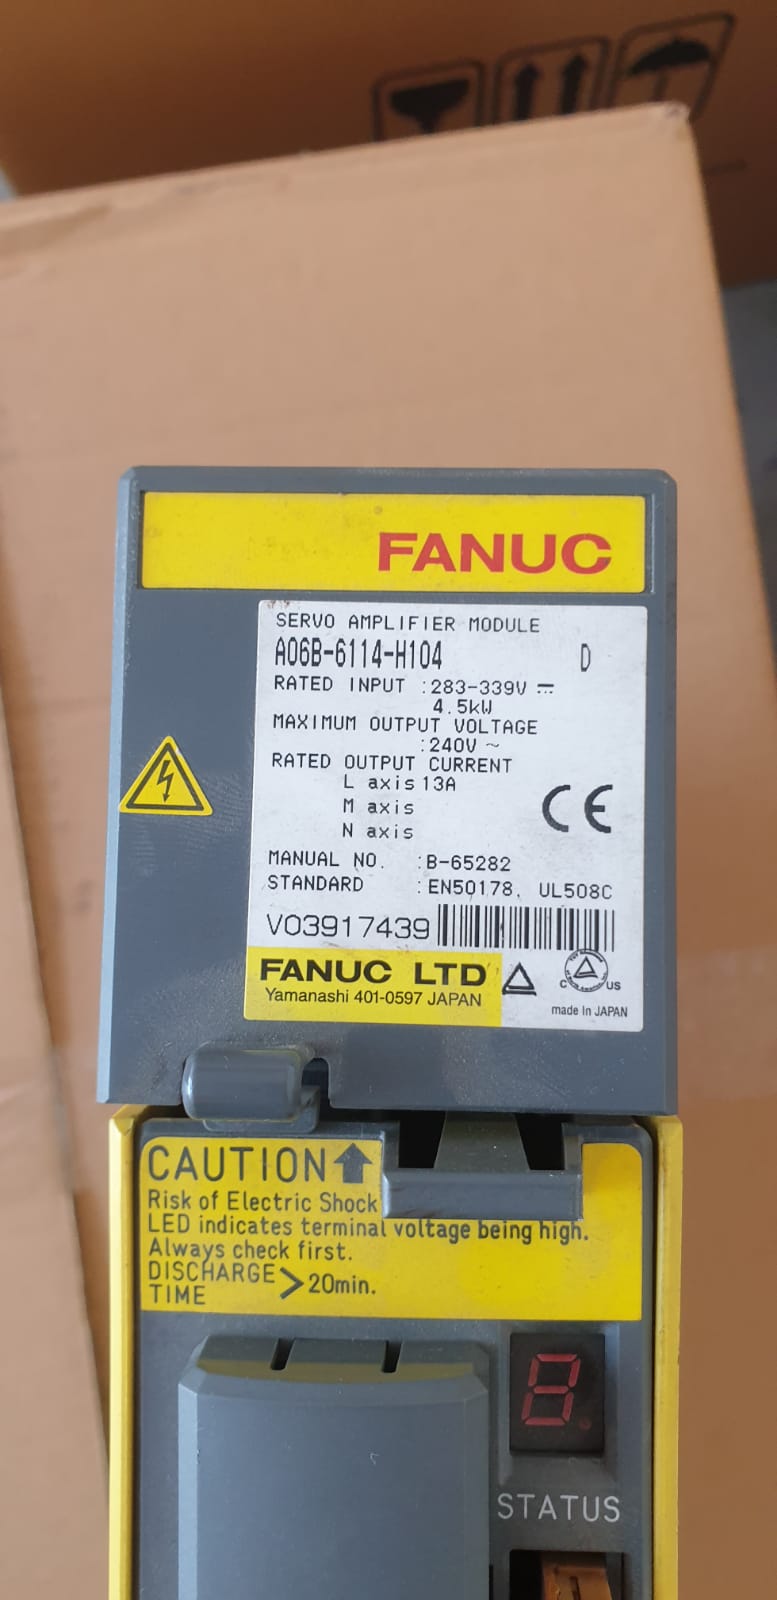 FANUC
SERVO AMPLIFIER MODULE
A06B-6114-H104 D
RATED INPUT :283-339V ⎓
4.5kW
MAXIMUM OUTPUT VOLTAGE
:240V ~
RATED OUTPUT CURRENT
L axis 13A
M axis
N axis
CE
MANUAL NO. :B-65282
STANDARD :EN50178, UL508C
V03917439
FANUC LTD
Yamanashi 401-0597 JAPAN
C US
made In JAPAN
CAUTION
Risk of Electric Shock
LED indicates terminal voltage being high.
Always check first.
DISCHARGE TIME > 20min.
8.
STATUS